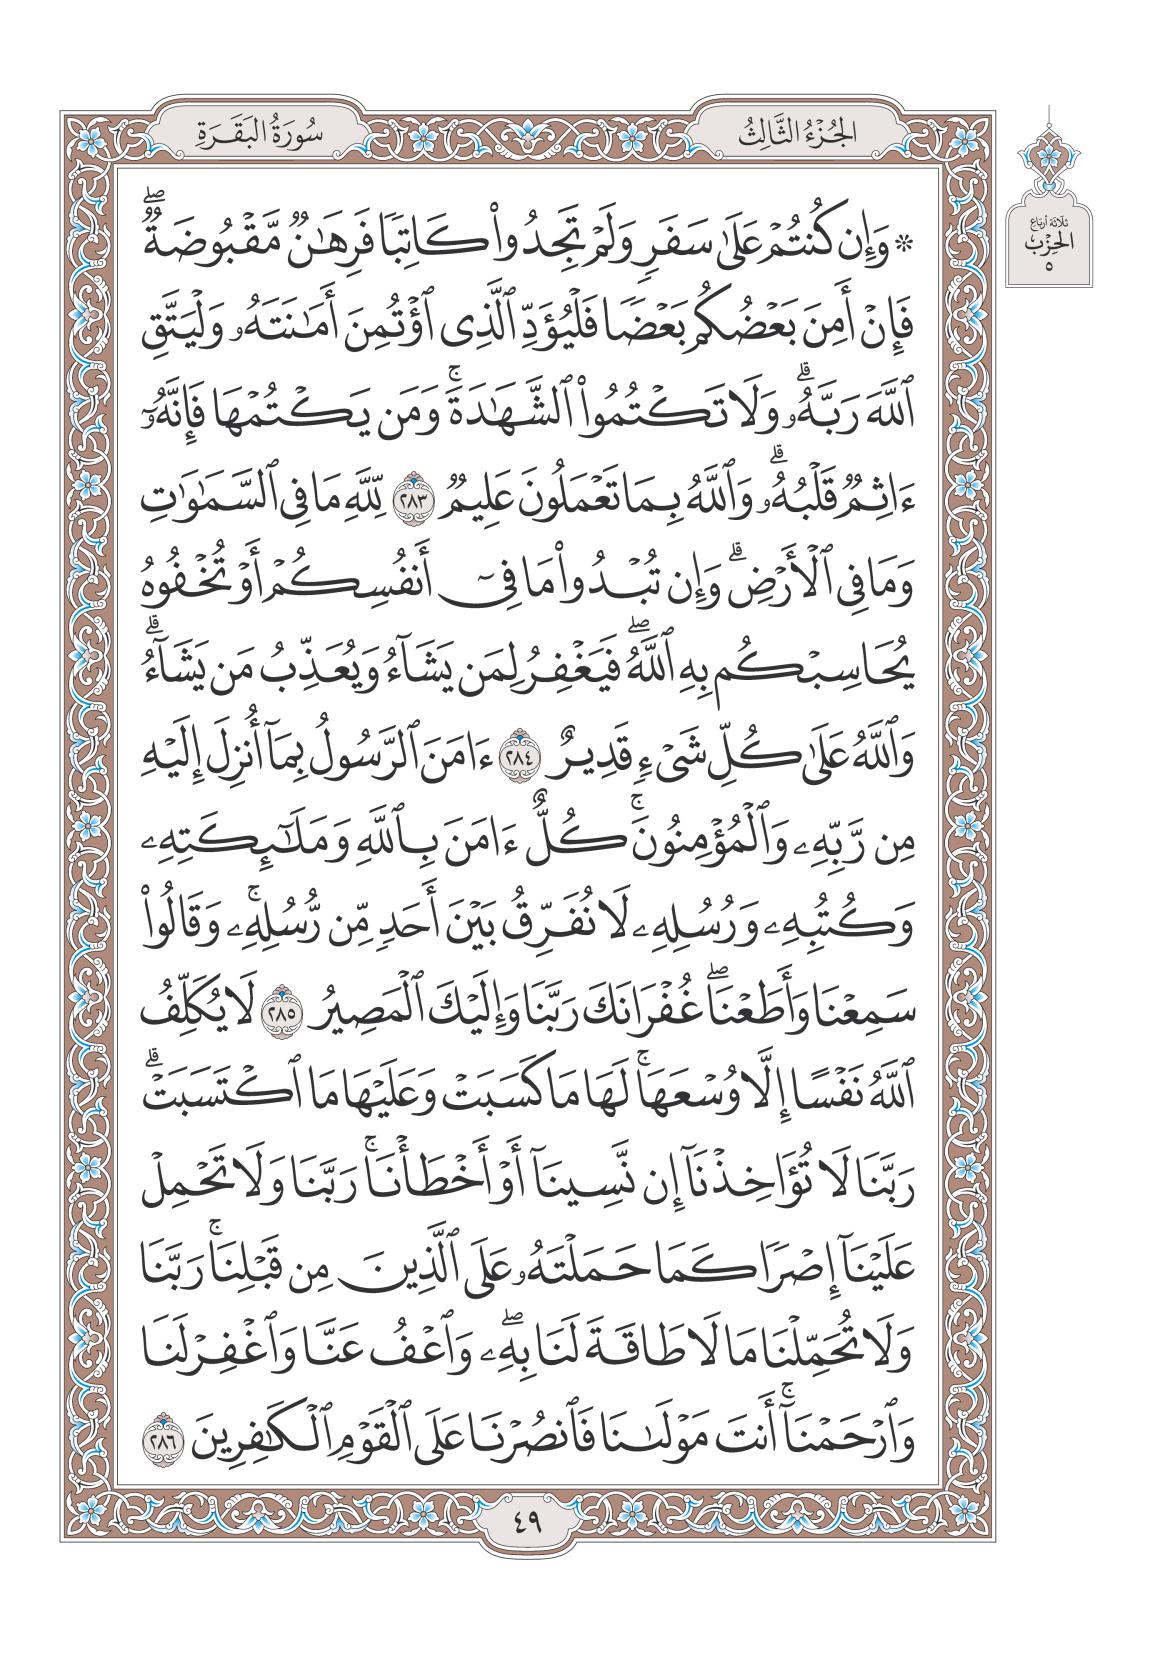 الجُزْءُ الثَّالِثُ
سُورَةُ البَقَرَةِ
ثلاثة أرباع
الحِزْب
٥
۞ وَإِن كُنتُمْ عَلَىٰ سَفَرٍ وَلَمْ تَجِدُوا۟ كَاتِبًا فَرِهَـٰنٌ مَّقْبُوضَةٌ ۖ
فَإِنْ أَمِنَ بَعْضُكُم بَعْضًا فَلْيُؤَدِّ ٱلَّذِى ٱؤْتُمِنَ أَمَـٰنَتَهُۥ وَلْيَتَّقِ
ٱللَّهَ رَبَّهُۥ ۗ وَلَا تَكْتُمُوا۟ ٱلشَّهَـٰدَةَ ۚ وَمَن يَكْتُمْهَا فَإِنَّهُۥٓ
ءَاثِمٌ قَلْبُهُۥ ۗ وَٱللَّهُ بِمَا تَعْمَلُونَ عَلِيمٌ ٢٨٣ لِّلَّهِ مَا فِى ٱلسَّمَـٰوَٰتِ
وَمَا فِى ٱلْأَرْضِ ۗ وَإِن تُبْدُوا۟ مَا فِىٓ أَنفُسِكُمْ أَوْ تُخْفُوهُ
يُحَاسِبْكُم بِهِ ٱللَّهُ ۖ فَيَغْفِرُ لِمَن يَشَآءُ وَيُعَذِّبُ مَن يَشَآءُ ۗ
وَٱللَّهُ عَلَىٰ كُلِّ شَىْءٍ قَدِيرٌ ٢٨٤ ءَامَنَ ٱلرَّسُولُ بِمَآ أُنزِلَ إِلَيْهِ
مِن رَّبِّهِۦ وَٱلْمُؤْمِنُونَ ۚ كُلٌّ ءَامَنَ بِٱللَّهِ وَمَلَـٰٓئِكَتِهِۦ
وَكُتُبِهِۦ وَرُسُلِهِۦ لَا نُفَرِّقُ بَيْنَ أَحَدٍ مِّن رُّسُلِهِۦ ۚ وَقَالُوا۟
سَمِعْنَا وَأَطَعْنَا ۖ غُفْرَانَكَ رَبَّنَا وَإِلَيْكَ ٱلْمَصِيرُ ٢٨٥ لَا يُكَلِّفُ
ٱللَّهُ نَفْسًا إِلَّا وُسْعَهَا ۚ لَهَا مَا كَسَبَتْ وَعَلَيْهَا مَا ٱكْتَسَبَتْ ۗ
رَبَّنَا لَا تُؤَاخِذْنَآ إِن نَّسِينَآ أَوْ أَخْطَأْنَا ۚ رَبَّنَا وَلَا تَحْمِلْ
عَلَيْنَآ إِصْرًا كَمَا حَمَلْتَهُۥ عَلَى ٱلَّذِينَ مِن قَبْلِنَا ۚ رَبَّنَا
وَلَا تُحَمِّلْنَا مَا لَا طَاقَةَ لَنَا بِهِۦ ۖ وَٱعْفُ عَنَّا وَٱغْفِرْ لَنَا
وَٱرْحَمْنَآ ۚ أَنتَ مَوْلَىٰنَا فَٱنصُرْنَا عَلَى ٱلْقَوْمِ ٱلْكَـٰفِرِينَ ٢٨٦
٤٩